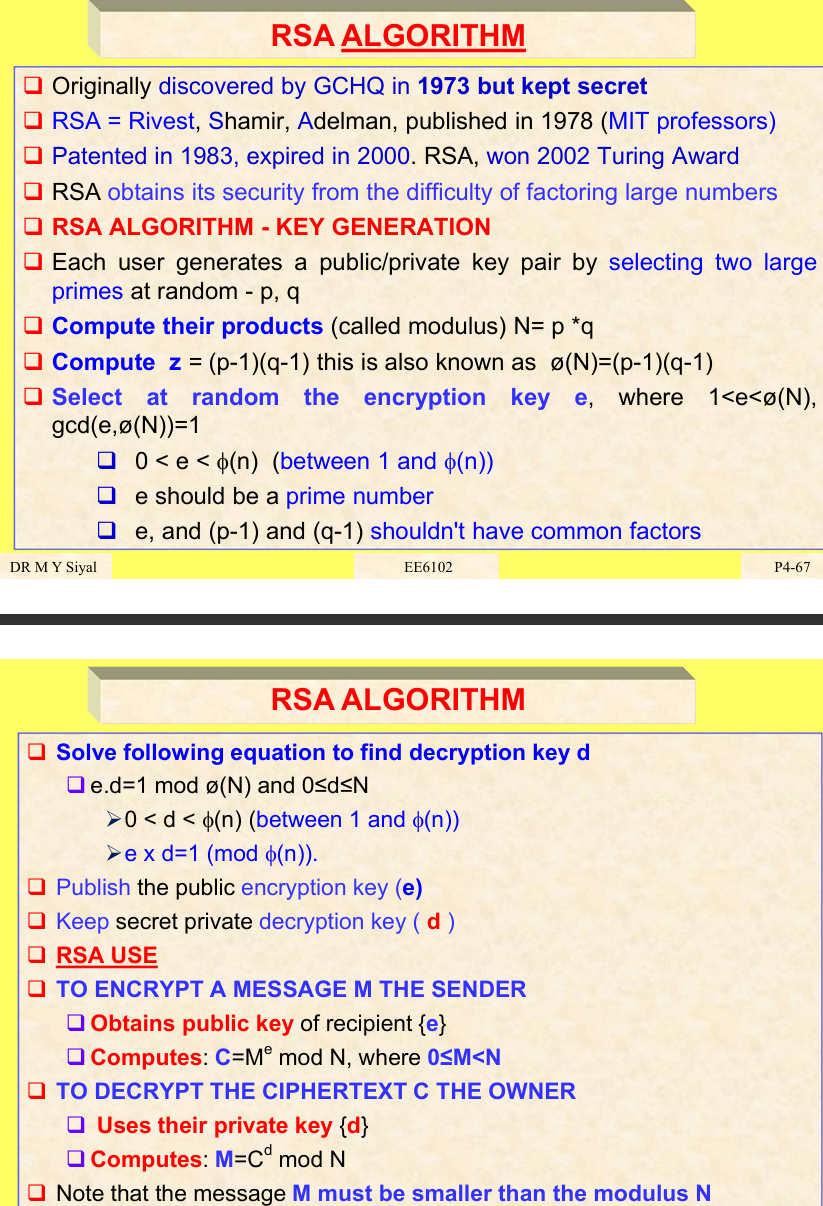 RSA ALGORITHM
Originally discovered by GCHQ in 1973 but kept secret
RSA = Rivest, Shamir, Adelman, published in 1978 (MIT professors)
Patented in 1983, expired in 2000. RSA, won 2002 Turing Award
RSA obtains its security from the difficulty of factoring large numbers
RSA ALGORITHM - KEY GENERATION
Each user generates a public/private key pair by selecting two large
primes at random - p, q
Compute their products (called modulus) N= p *q
Compute z = (p-1)(q-1) this is also known as ø(N)=(p-1)(q-1)
Select at random the encryption key e, where 1<e<ø(N),
gcd(e,ø(N))=1
0 < e < ϕ(n) (between 1 and ϕ(n))
e should be a prime number
e, and (p-1) and (q-1) shouldn't have common factors
DR M Y Siyal EE6102 P4-67
RSA ALGORITHM
Solve following equation to find decryption key d
e.d=1 mod ø(N) and 0≤d≤N
0 < d < ϕ(n) (between 1 and ϕ(n))
e x d=1 (mod ϕ(n)).
Publish the public encryption key (e)
Keep secret private decryption key ( d )
RSA USE
TO ENCRYPT A MESSAGE M THE SENDER
Obtains public key of recipient {e}
Computes: C=Mᵉ mod N, where 0≤M<N
TO DECRYPT THE CIPHERTEXT C THE OWNER
Uses their private key {d}
Computes: M=Cᵈ mod N
Note that the message M must be smaller than the modulus N